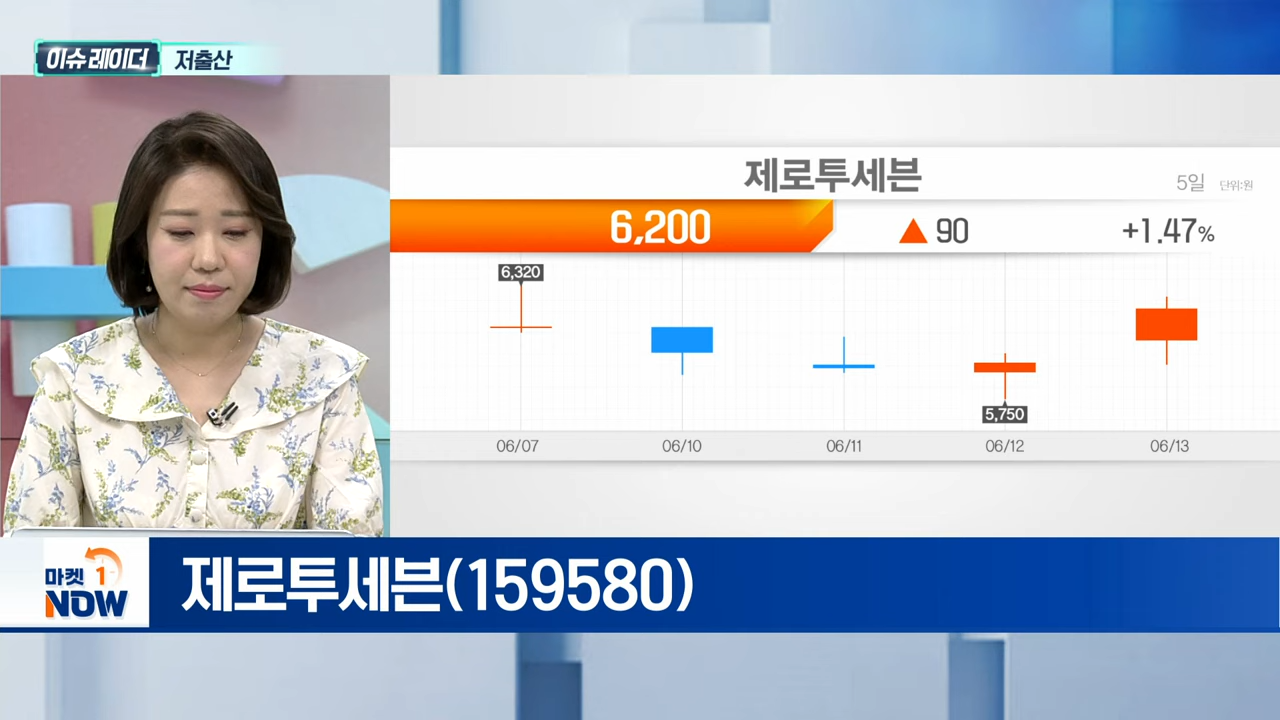 이슈레이더 저출산
제로투세븐
5일 단위:원
6,200 ▲ 90 +1.47%
6,320
5,750
06/07 06/10 06/11 06/12 06/13
마켓 1
NOW
제로투세븐(159580)